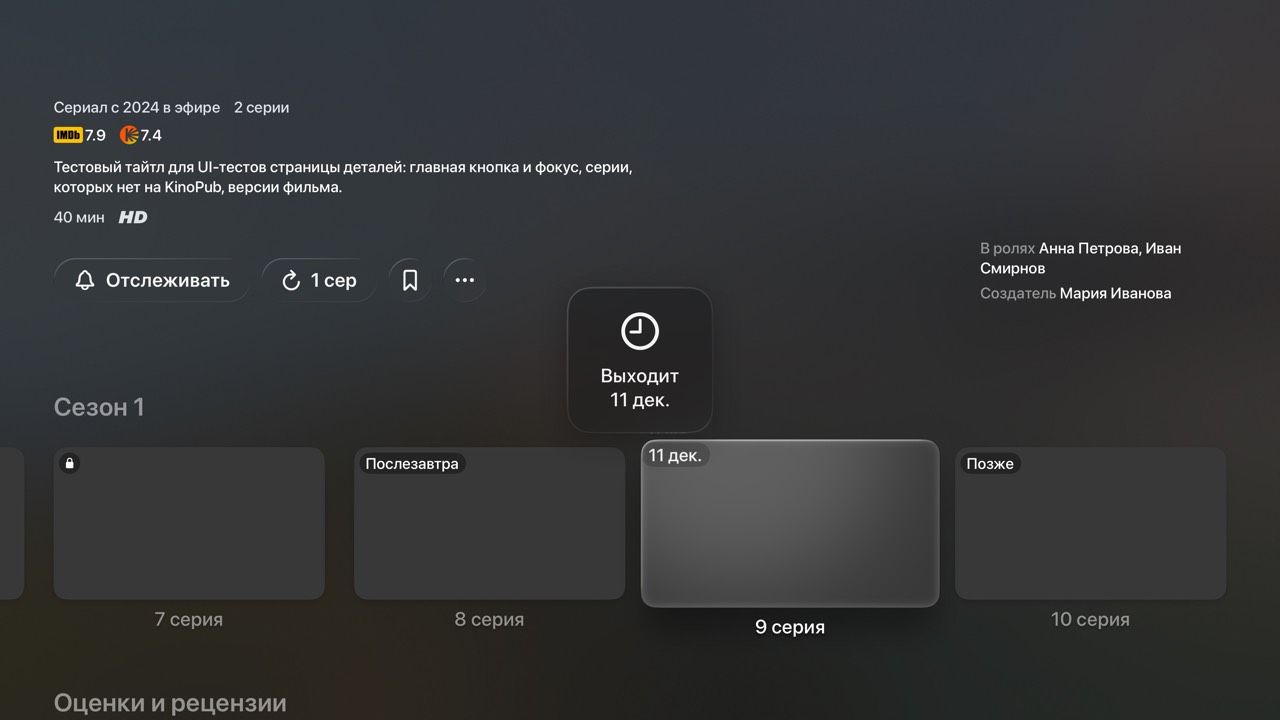 Сериал с 2024 в эфире 2 серии
IMDb 7.9 7.4
Тестовый тайтл для UI-тестов страницы деталей: главная кнопка и фокус, серии,
которых нет на KinoPub, версии фильма.
40 мин HD
Отслеживать 1 сер
В ролях Анна Петрова, Иван
Смирнов
Создатель Мария Иванова
Выходит
11 дек.
Сезон 1
Послезавтра
11 дек.
Позже
7 серия
8 серия
9 серия
10 серия
Оценки и рецензии